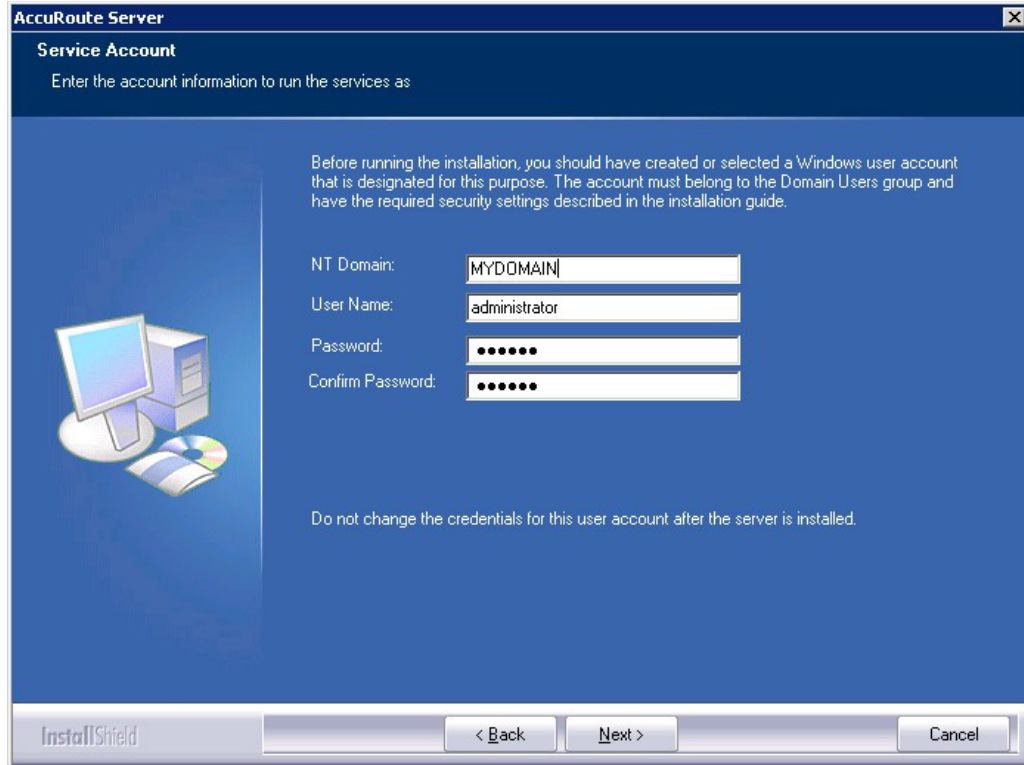 AccuRoute Server
Service Account
Enter the account information to run the services as
Before running the installation, you should have created or selected a Windows user account
that is designated for this purpose. The account must belong to the Domain Users group and
have the required security settings described in the installation guide.
NT Domain: MYDOMAIN
User Name: administrator
Password: ●●●●●●
Confirm Password: ●●●●●●
Do not change the credentials for this user account after the server is installed.
InstallShield < Back Next > Cancel